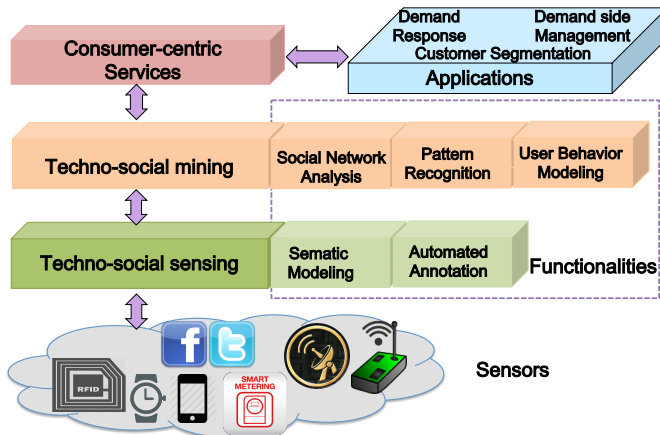 Demand
Response
Demand side
Management
Customer Segmentation
Applications
Consumer-centric
Services
Techno-social mining
Social Network
Analysis
Pattern
Recognition
User Behavior
Modeling
Techno-social sensing
Sematic
Modeling
Automated
Annotation
Functionalities
f
t
RFID
SMART
METERING
Sensors